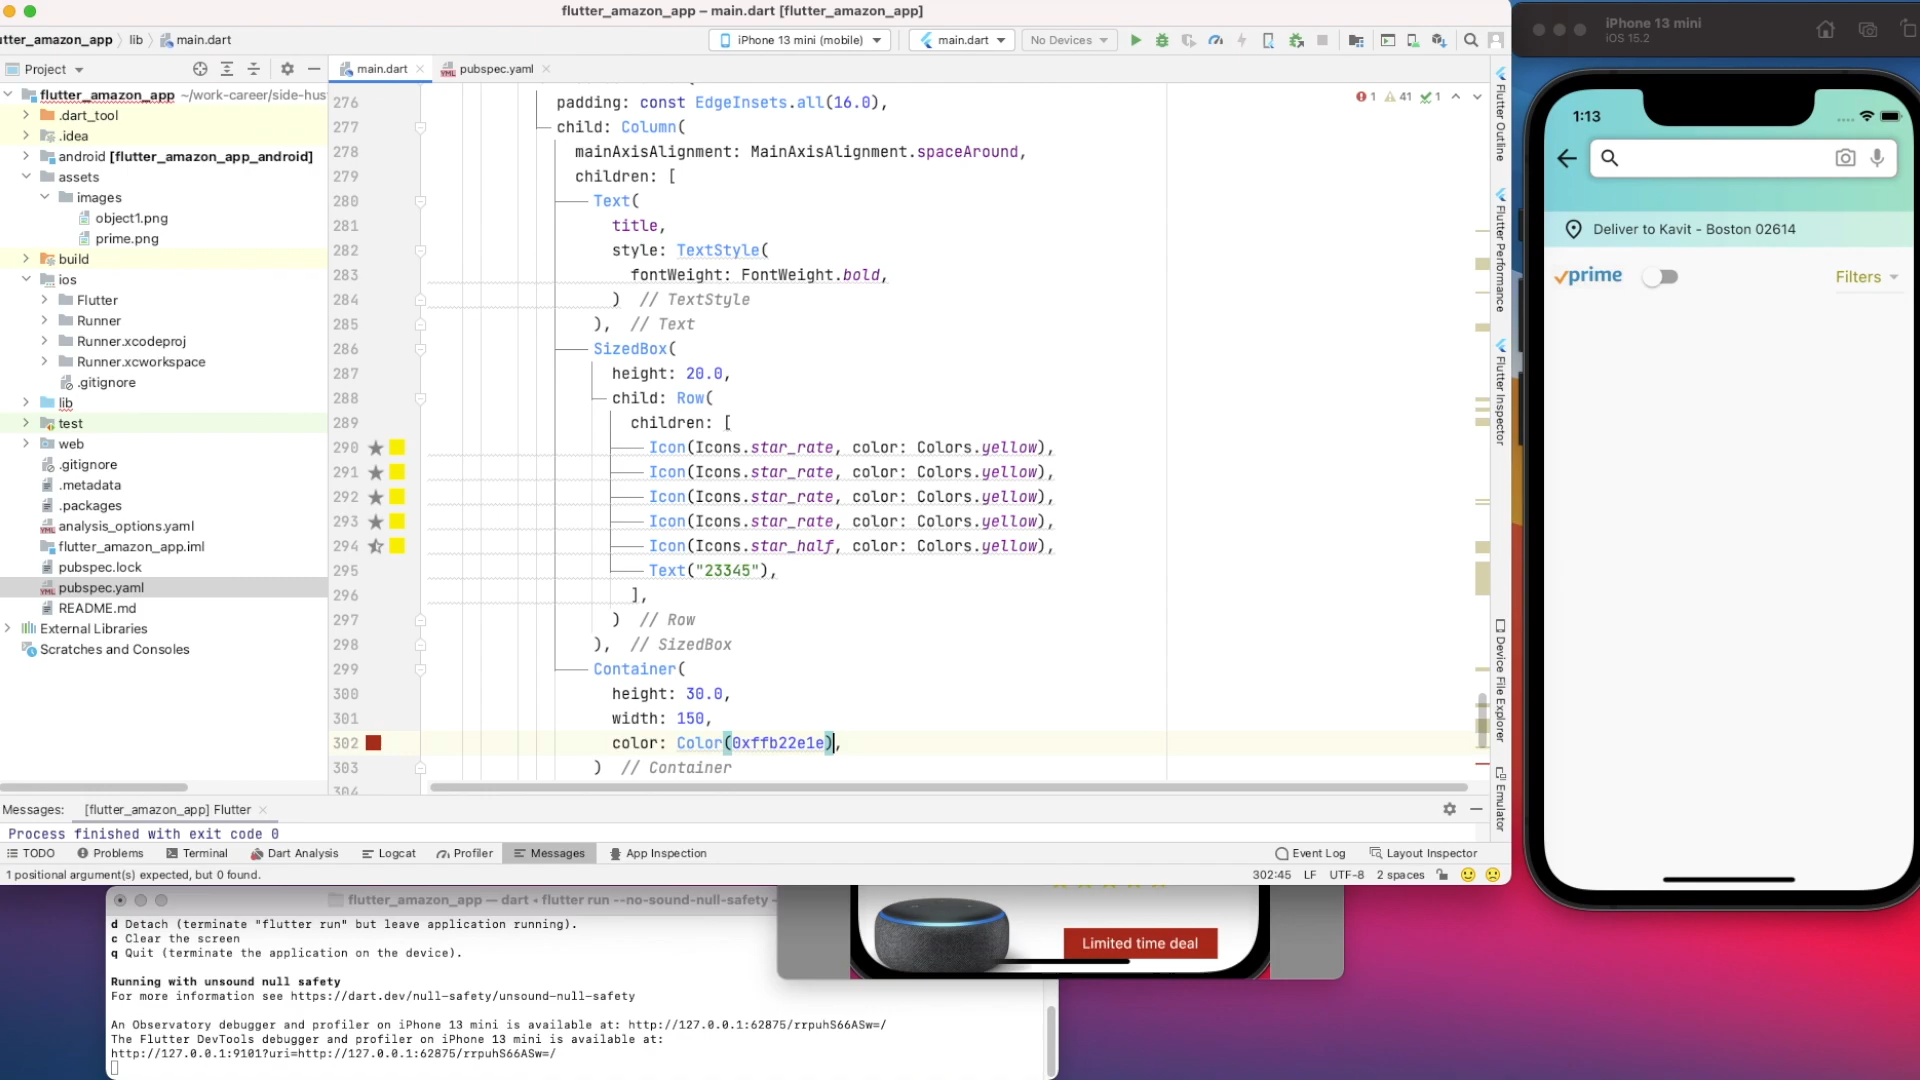 flutter_amazon_app – main.dart [flutter_amazon_app]
iPhone 13 mini
iOS 15.2
utter_amazon_app
lib
main.dart
iPhone 13 mini (mobile)
main.dart
No Devices
Project
main.dart
pubspec.yaml
flutter_amazon_app ~/work-career/side-hus
.dart_tool
.idea
android [flutter_amazon_app_android]
assets
images
object1.png
prime.png
build
ios
Flutter
Runner
Runner.xcodeproj
Runner.xcworkspace
.gitignore
lib
test
web
.gitignore
.metadata
.packages
analysis_options.yaml
flutter_amazon_app.iml
pubspec.lock
pubspec.yaml
README.md
External Libraries
Scratches and Consoles
1 41 1
276 padding: const EdgeInsets.all(16.0),
277 child: Column(
278 mainAxisAlignment: MainAxisAlignment.spaceAround,
279 children: [
280 Text(
281 title,
282 style: TextStyle(
283 fontWeight: FontWeight.bold,
284 ) // TextStyle
285 ), // Text
286 SizedBox(
287 height: 20.0,
288 child: Row(
289 children: [
290 Icon(Icons.star_rate, color: Colors.yellow),
291 Icon(Icons.star_rate, color: Colors.yellow),
292 Icon(Icons.star_rate, color: Colors.yellow),
293 Icon(Icons.star_rate, color: Colors.yellow),
294 Icon(Icons.star_half, color: Colors.yellow),
295 Text("23345"),
296 ],
297 ) // Row
298 ), // SizedBox
299 Container(
300 height: 30.0,
301 width: 150,
302 color: Color(0xffb22e1e),
303 ) // Container
304
Flutter Outline
Flutter Performance
Flutter Inspector
Device File Explorer
Emulator
1:13
Deliver to Kavit - Boston 02614
prime
Filters
Messages:
[flutter_amazon_app] Flutter
Process finished with exit code 0
TODO
Problems
Terminal
Dart Analysis
Logcat
Profiler
Messages
App Inspection
Event Log
Layout Inspector
1 positional argument(s) expected, but 0 found.
302:45 LF UTF-8 2 spaces
flutter_amazon_app — dart ◂ flutter run --no-sound-null-safety —
d Detach (terminate "flutter run" but leave application running).
c Clear the screen
q Quit (terminate the application on the device).
Running with unsound null safety
For more information see https://dart.dev/null-safety/unsound-null-safety
An Observatory debugger and profiler on iPhone 13 mini is available at: http://127.0.0.1:62875/rrpuhS66ASw=/
The Flutter DevTools debugger and profiler on iPhone 13 mini is available at:
http://127.0.0.1:9101?uri=http://127.0.0.1:62875/rrpuhS66ASw=/
Limited time deal